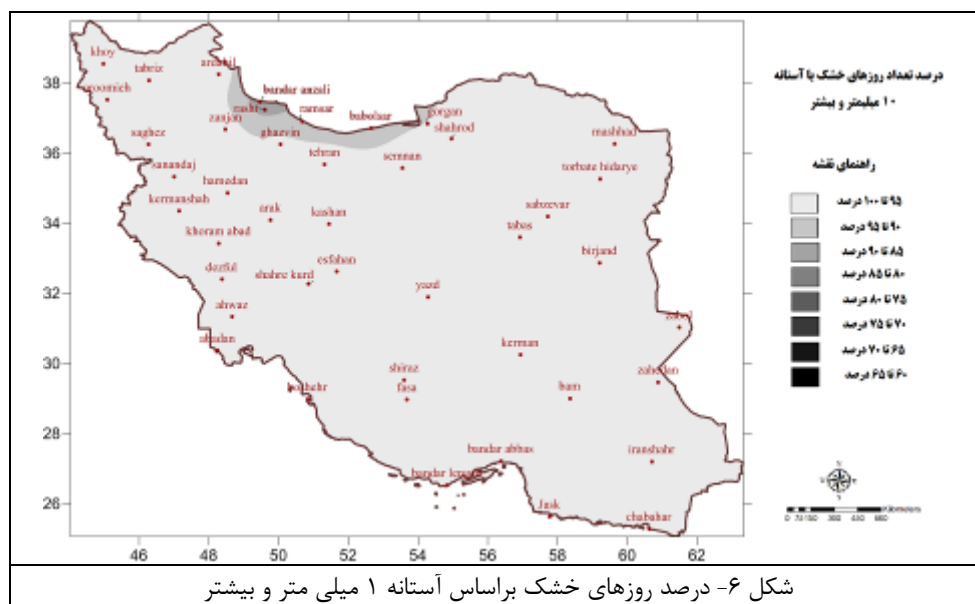 38
36
34
32
30
28
26
46
48
50
52
54
56
58
60
62
khoy
tabriz
ardabil
bandar anzali
rasht
ramsar
babolsar
gorgan
zanjan
ghazvin
shahrod
mashhad
saghez
tehran
semnan
torbate hidarye
sanandaj
hamedan
kermanshah
arak
kashan
sabzevar
tabas
khoram abad
birjand
esfahan
dezful
shahre kurd
yazd
ahwaz
zabol
abadan
kerman
shiraz
fasa
bam
zahedan
boshehr
bandar abbas
iranshahr
bandar lenge
Jask
chabahar
درصد تعداد روزهای خشک با آستانه
۱۰ میلیمتر و بیشتر
راهنمای نقشه
۹۵ تا ۱۰۰ درصد
۹۰ تا ۹۵ درصد
۸۵ تا ۹۰ درصد
۸۰ تا ۸۵ درصد
۷۵ تا ۸۰ درصد
۷۰ تا ۷۵ درصد
۶۵ تا ۷۰ درصد
۶۰ تا ۶۵ درصد
Kilometers
شکل ۶- درصد روزهای خشک براساس آستانه ۱ میلی متر و بیشتر